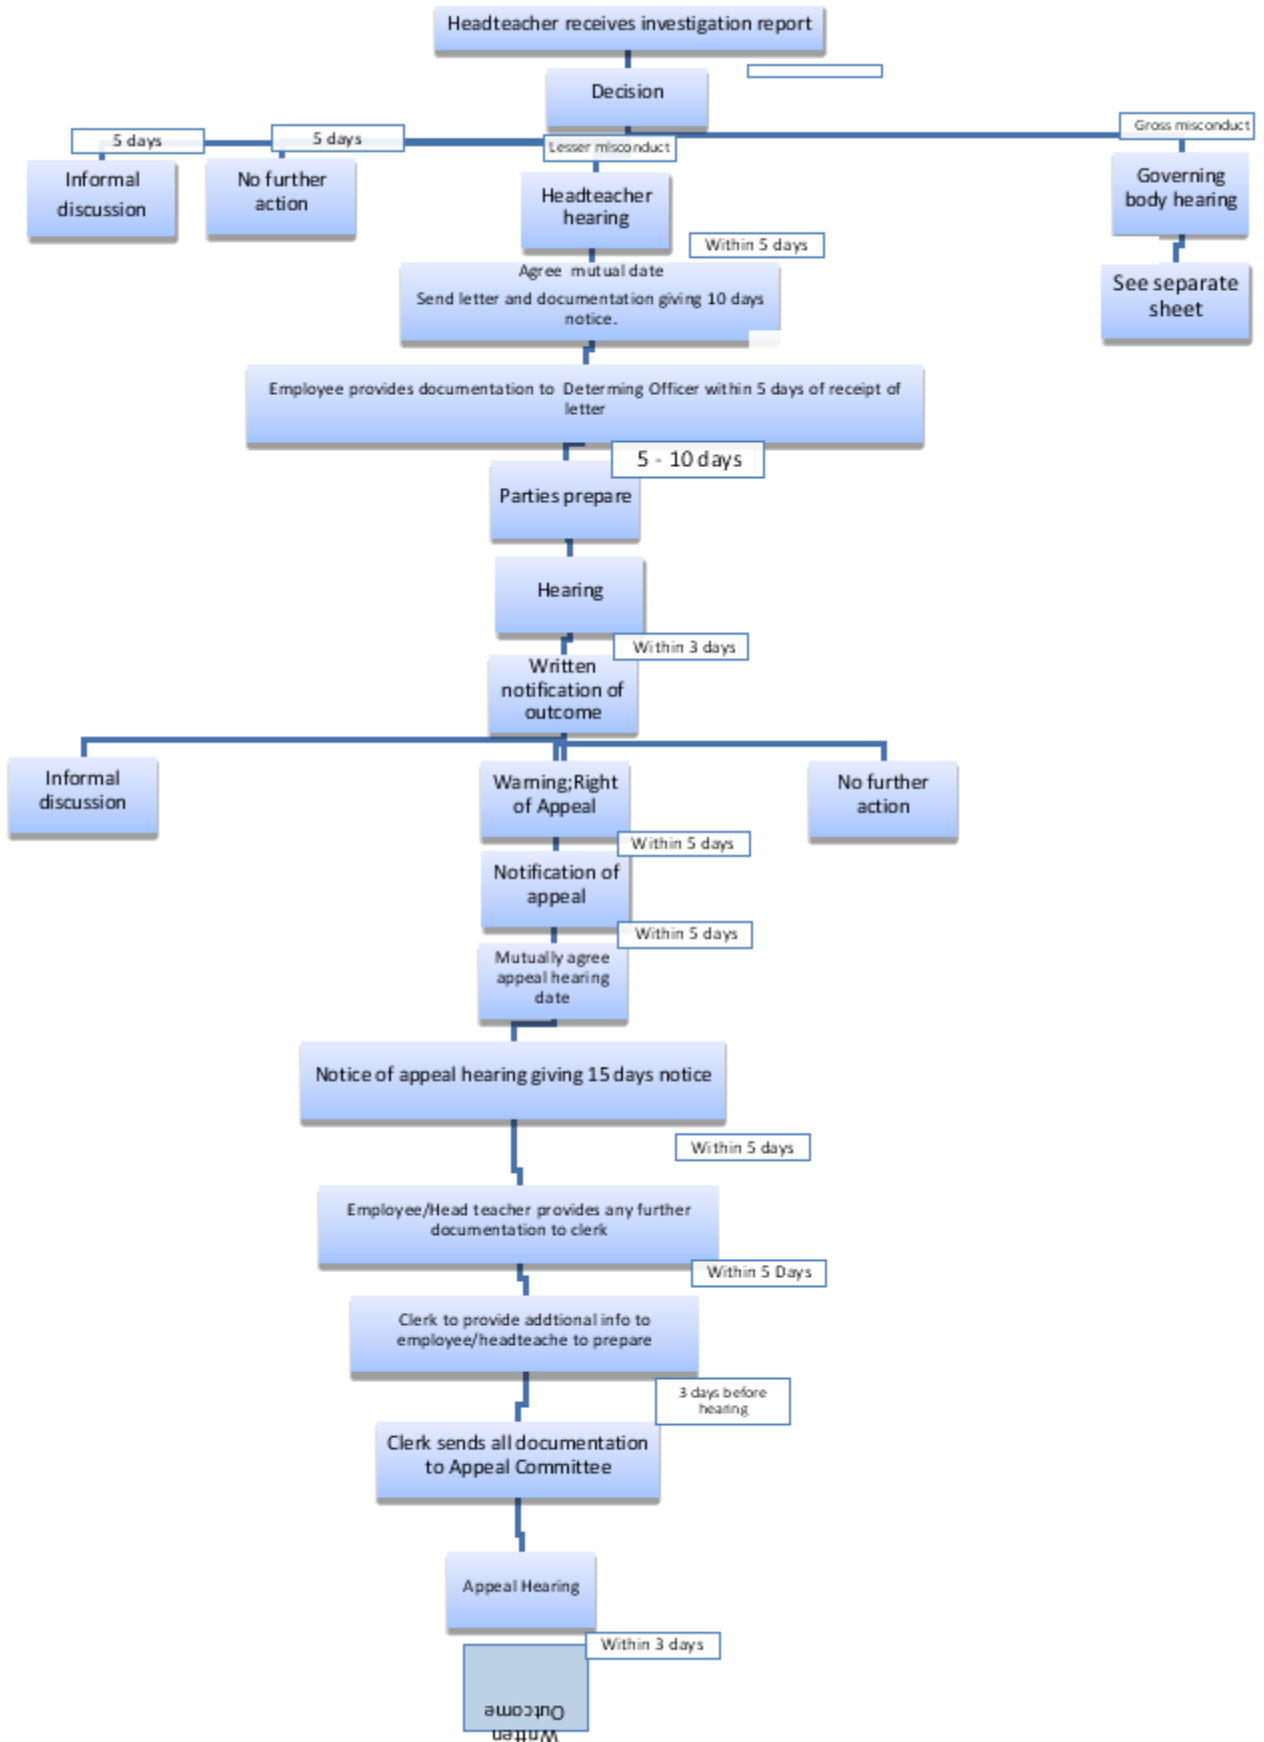 Headteacher receives investigation report
Decision
5 days
5 days
Lesser misconduct
Gross misconduct
Informal
discussion
No further
action
Headteacher
hearing
Governing
body hearing
Within 5 days
Agree mutual date
Send letter and documentation giving 10 days
notice.
See separate
sheet
Employee provides documentation to Determing Officer within 5 days of receipt of
letter
5 - 10 days
Parties prepare
Hearing
Within 3 days
Written
notification of
outcome
Informal
discussion
Warning;Right
of Appeal
No further
action
Within 5 days
Notification of
appeal
Within 5 days
Mutually agree
appeal hearing
date
Notice of appeal hearing giving 15 days notice
Within 5 days
Employee/Head teacher provides any further
documentation to clerk
Within 5 Days
Clerk to provide addtional info to
employee/headteache to prepare
3 days before
hearing
Clerk sends all documentation
to Appeal Committee
Appeal Hearing
Within 3 days
Written
Outcome